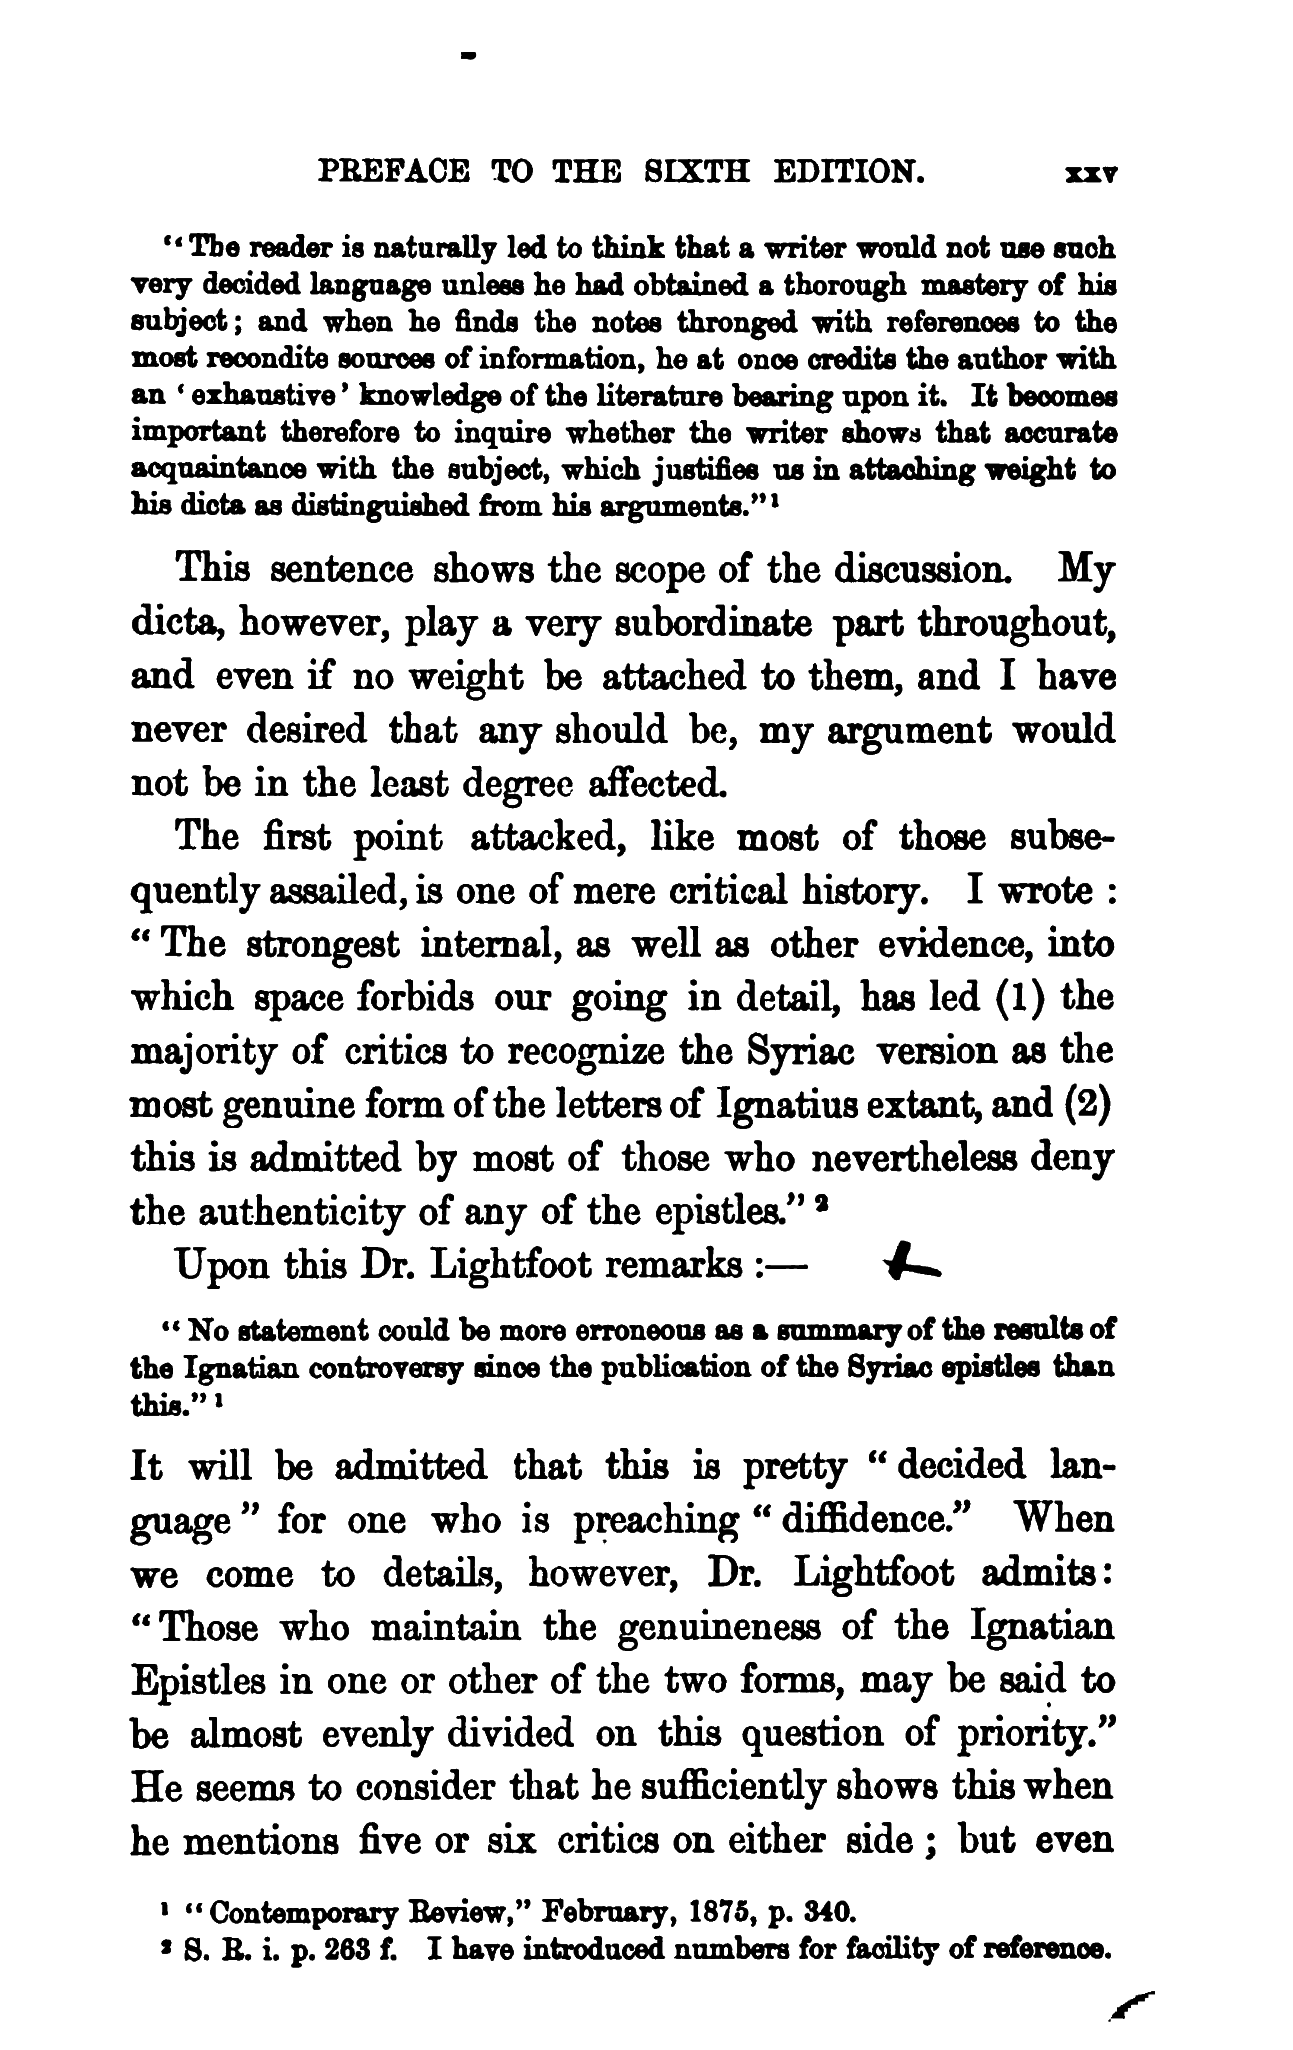 PREFACE TO THE SIXTH EDITION. xxv
“The reader is naturally led to think that a writer would not use such
very decided language unless he had obtained a thorough mastery of his
subject; and when he finds the notes thronged with references to the
most recondite sources of information, he at once credits the author with
an ‘exhaustive’ knowledge of the literature bearing upon it. It becomes
important therefore to inquire whether the writer shows that accurate
acquaintance with the subject, which justifies us in attaching weight to
his dicta as distinguished from his arguments.”¹
This sentence shows the scope of the discussion. My
dicta, however, play a very subordinate part throughout,
and even if no weight be attached to them, and I have
never desired that any should be, my argument would
not be in the least degree affected.
The first point attacked, like most of those subse-
quently assailed, is one of mere critical history. I wrote :
“The strongest internal, as well as other evidence, into
which space forbids our going in detail, has led (1) the
majority of critics to recognize the Syriac version as the
most genuine form of the letters of Ignatius extant, and (2)
this is admitted by most of those who nevertheless deny
the authenticity of any of the epistles.” ²
Upon this Dr. Lightfoot remarks :—
“No statement could be more erroneous as a summary of the results of
the Ignatian controversy since the publication of the Syriac epistles than
this.” ¹
It will be admitted that this is pretty “decided lan-
guage” for one who is preaching “diffidence.” When
we come to details, however, Dr. Lightfoot admits:
“Those who maintain the genuineness of the Ignatian
Epistles in one or other of the two forms, may be said to
be almost evenly divided on this question of priority.”
He seems to consider that he sufficiently shows this when
he mentions five or six critics on either side ; but even
¹ “Contemporary Review,” February, 1875, p. 340.
² S. R. i. p. 263 f. I have introduced numbers for facility of reference.